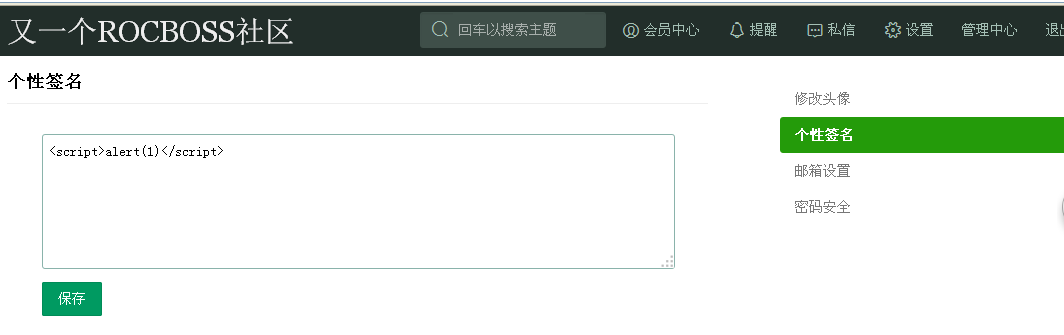 又一个ROCBOSS社区
回车以搜索主题 会员中心 提醒 私信 设置 管理中心 退出
个性签名
<script>alert(1)</script>
保存
修改头像
个性签名
邮箱设置
密码安全